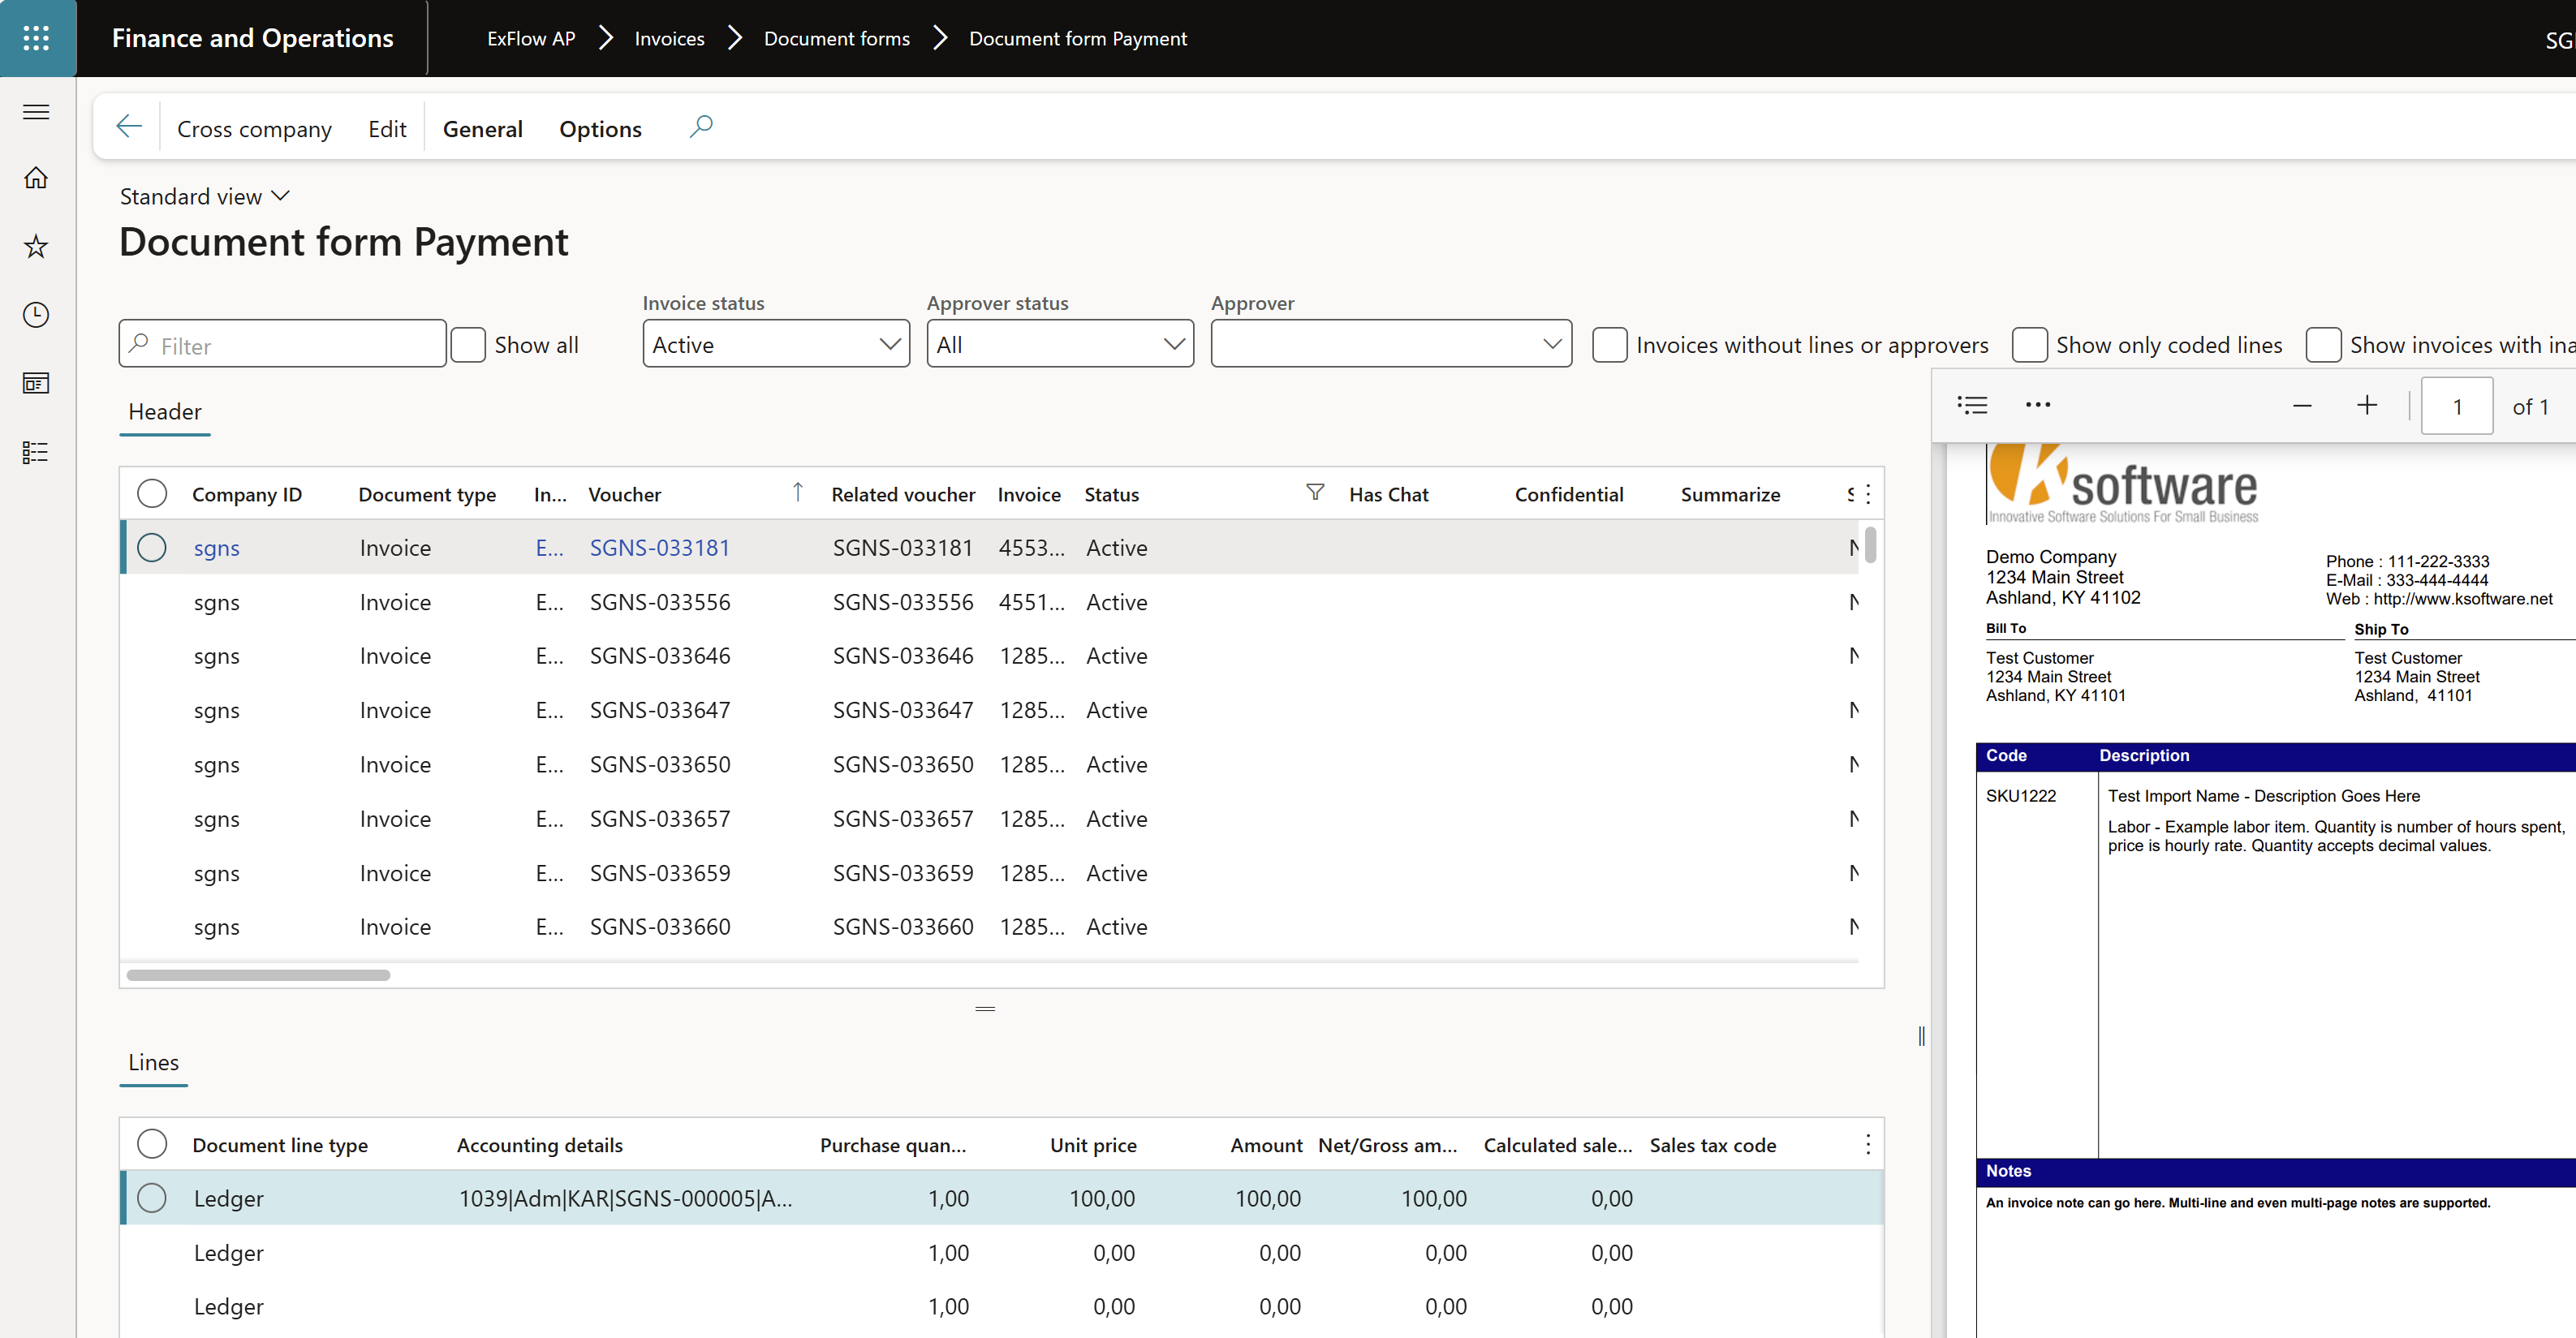 Finance and Operations
ExFlow AP
Invoices
Document forms
Document form Payment
Cross company
Edit
General
Options
Standard view
Document form Payment
Invoice status
Approver status
Approver
Filter
Show all
Active
All
Invoices without lines or approvers
Show only coded lines
Show invoices with
Header
Company ID Document type In... Voucher Related voucher Invoice Status Has Chat Confidential Summarize
sgns Invoice E... SGNS-033181 SGNS-033181 4553... Active
sgns Invoice E... SGNS-033556 SGNS-033556 4551... Active
sgns Invoice E... SGNS-033646 SGNS-033646 1285... Active
sgns Invoice E... SGNS-033647 SGNS-033647 1285... Active
sgns Invoice E... SGNS-033650 SGNS-033650 1285... Active
sgns Invoice E... SGNS-033657 SGNS-033657 1285... Active
sgns Invoice E... SGNS-033659 SGNS-033659 1285... Active
sgns Invoice E... SGNS-033660 SGNS-033660 1285... Active
Lines
Document line type Accounting details Purchase quan... Unit price Amount Net/Gross am... Calculated sale... Sales tax code
Ledger 1039|Adm|KAR|SGNS-000005|A... 1,00 100,00 100,00 100,00 0,00
Ledger 1,00 0,00 0,00 0,00 0,00
Ledger 1,00 0,00 0,00 0,00 0,00
1 of 1
Ksoftware
Innovative Software Solutions For Small Business
Demo Company
1234 Main Street
Ashland, KY 41102
Phone : 111-222-3333
E-Mail : 333-444-4444
Web : http://www.ksoftware.net
Bill To
Test Customer
1234 Main Street
Ashland, KY 41101
Ship To
Test Customer
1234 Main Street
Ashland, 41101
Code Description
SKU1222 Test Import Name - Description Goes Here
Labor - Example labor item. Quantity is number of hours spent,
price is hourly rate. Quantity accepts decimal values.
Notes
An invoice note can go here. Multi-line and even multi-page notes are supported.